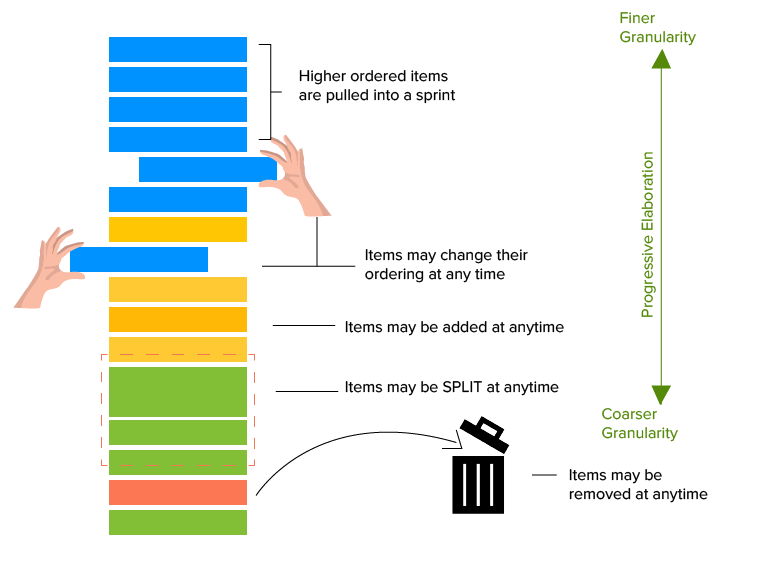 Finer
Granularity
Higher ordered items
are pulled into a sprint
Progressive Elaboration
Items may change their
ordering at any time
Items may be added at anytime
Items may be SPLIT at anytime
Coarser
Granularity
Items may be
removed at anytime